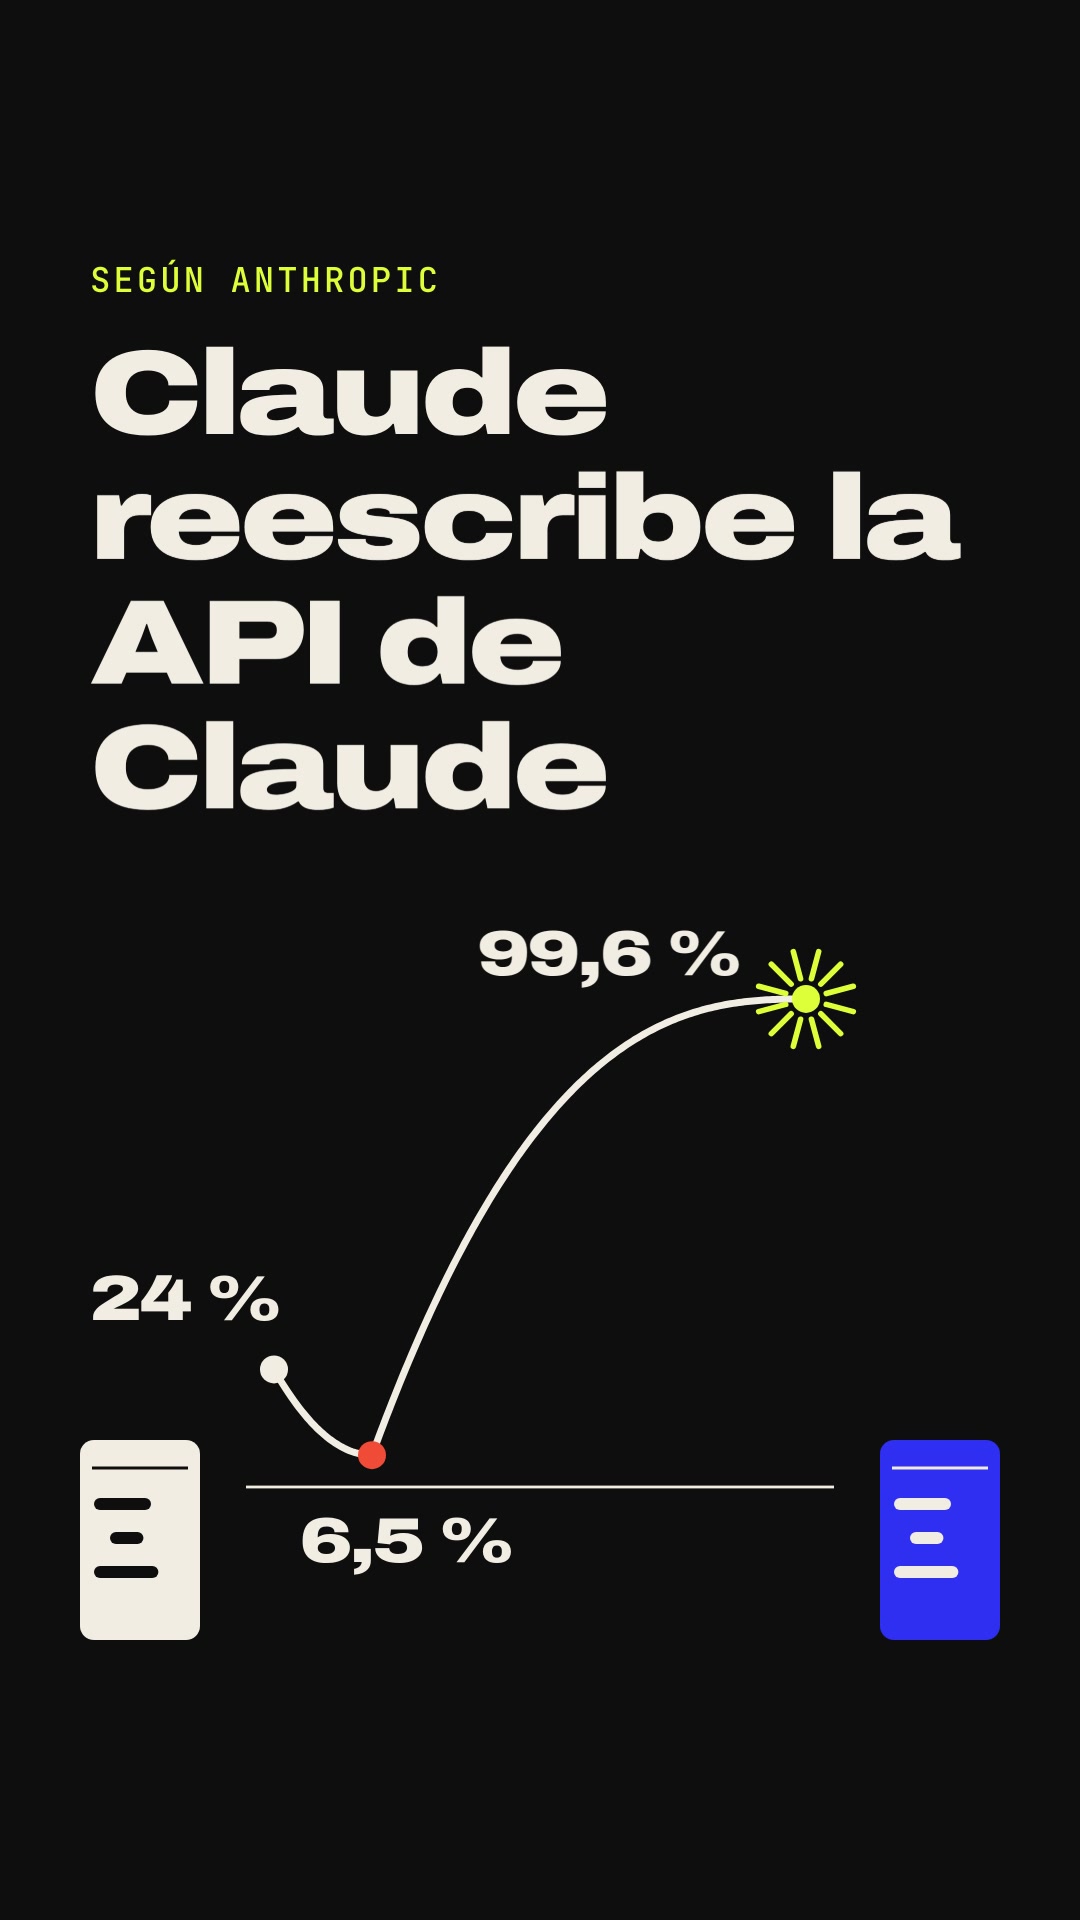 SEGÚN ANTHROPIC
Claude
reescribe la
API de
Claude
99,6 %
24 %
6,5 %